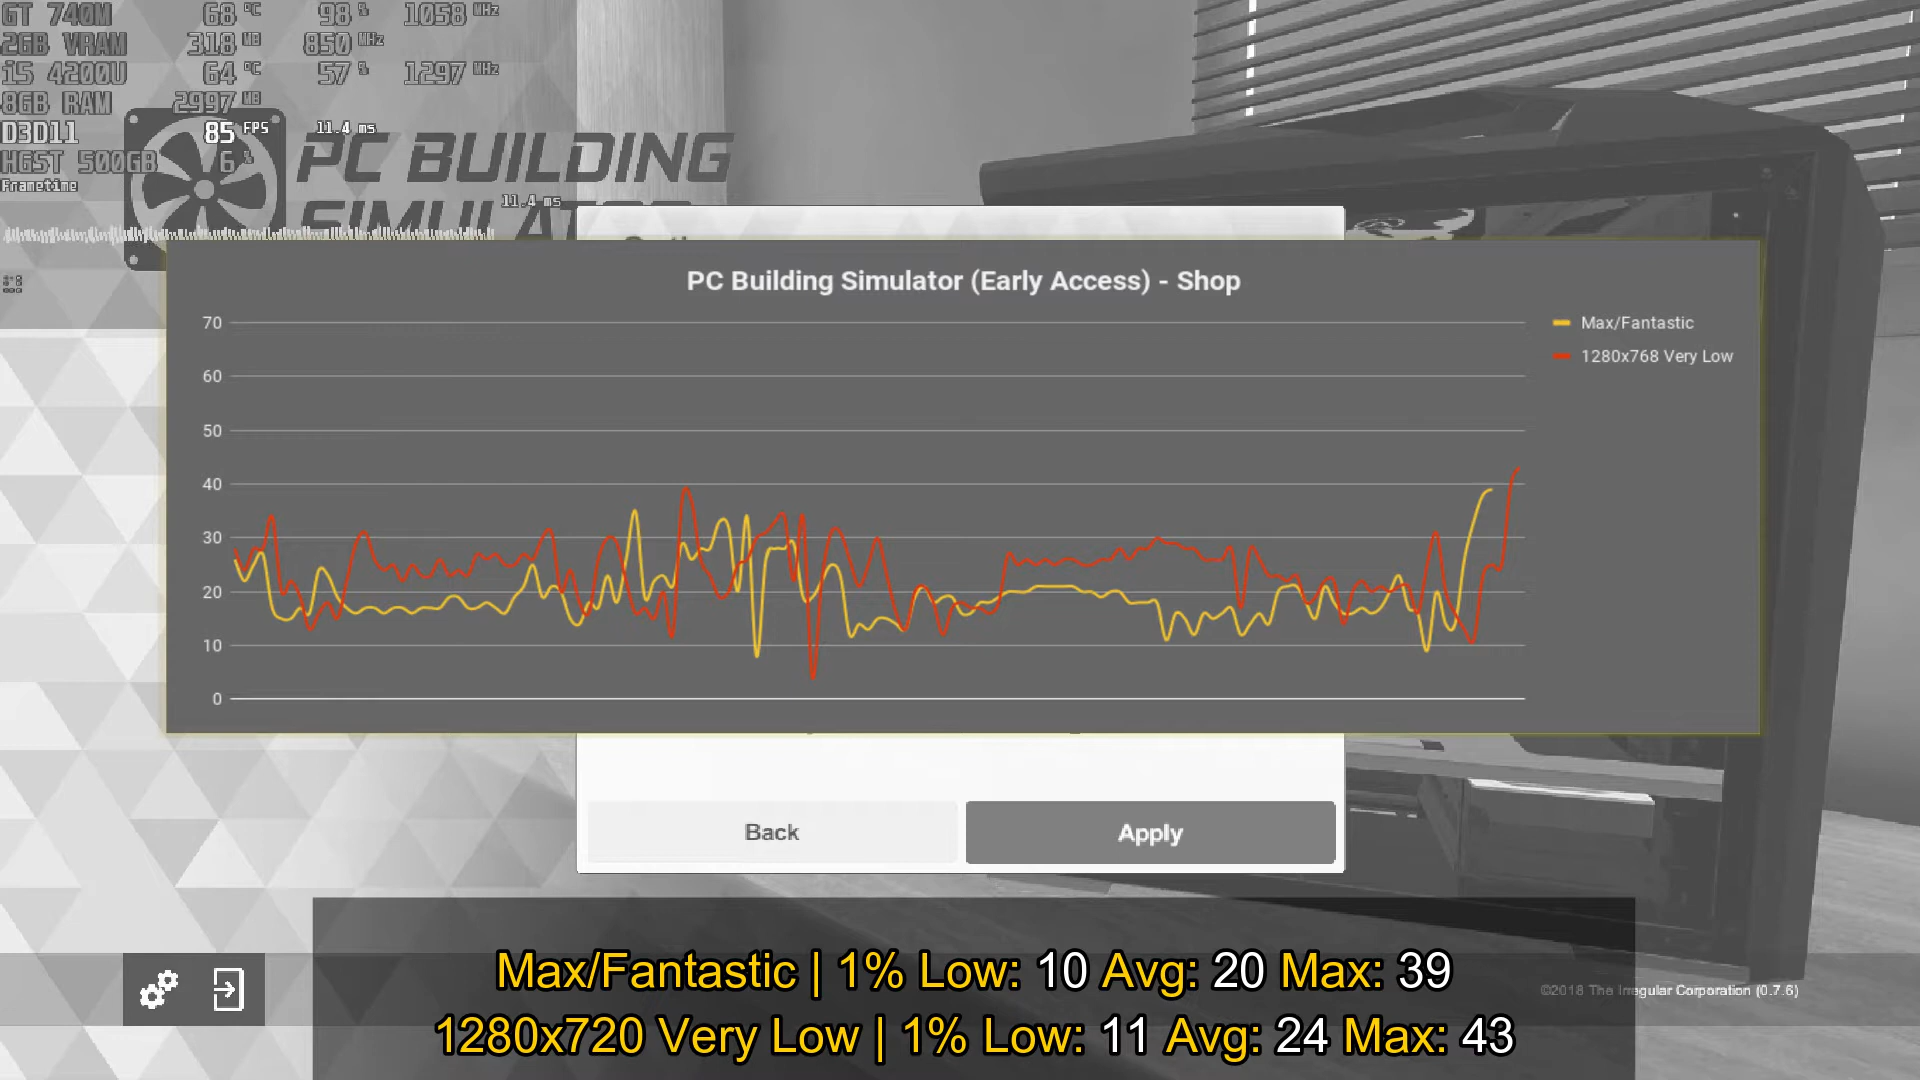 GT 740M 68 °C 98 % 1058 MHz
2GB VRAM 318 MB 850 MHz
i5 4200U 64 °C 57 % 1297 MHz
8GB RAM 2997 MB
D3D11 85 FPS 11.4 ms
HGST 500GB 6 %
Frametime
11.4 ms
PC BUILDING
SIMULATOR
PC Building Simulator (Early Access) - Shop
70
60
50
40
30
20
10
0
Max/Fantastic
1280x768 Very Low
Back
Apply
©2018 The Irregular Corporation (0.7.6)
Max/Fantastic | 1% Low: 10 Avg: 20 Max: 39
1280x720 Very Low | 1% Low: 11 Avg: 24 Max: 43